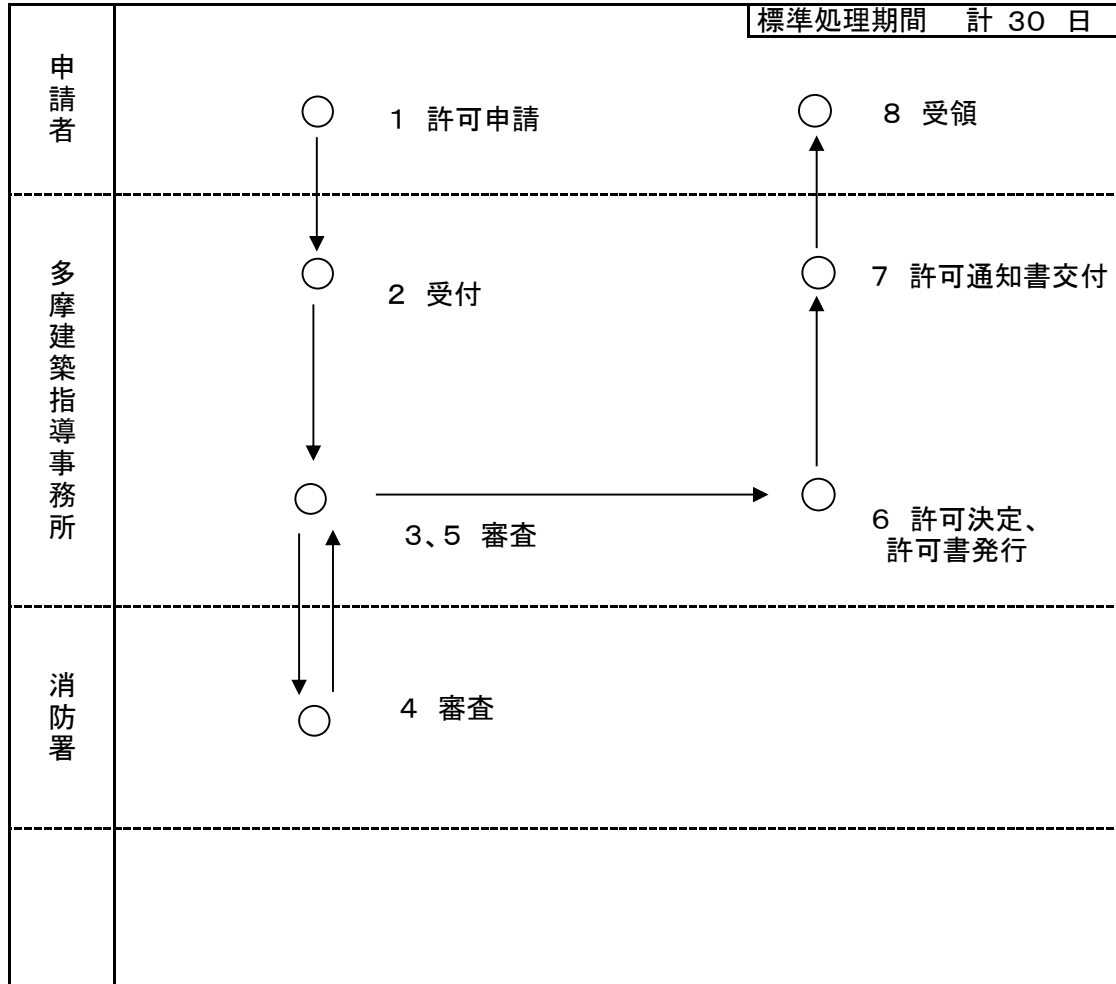 標準処理期間　計 30 日
申請者
1 許可申請
8 受領
多摩建築指導事務所
2 受付
7 許可通知書交付
3、5 審査
6 許可決定、
許可書発行
消防署
4 審査